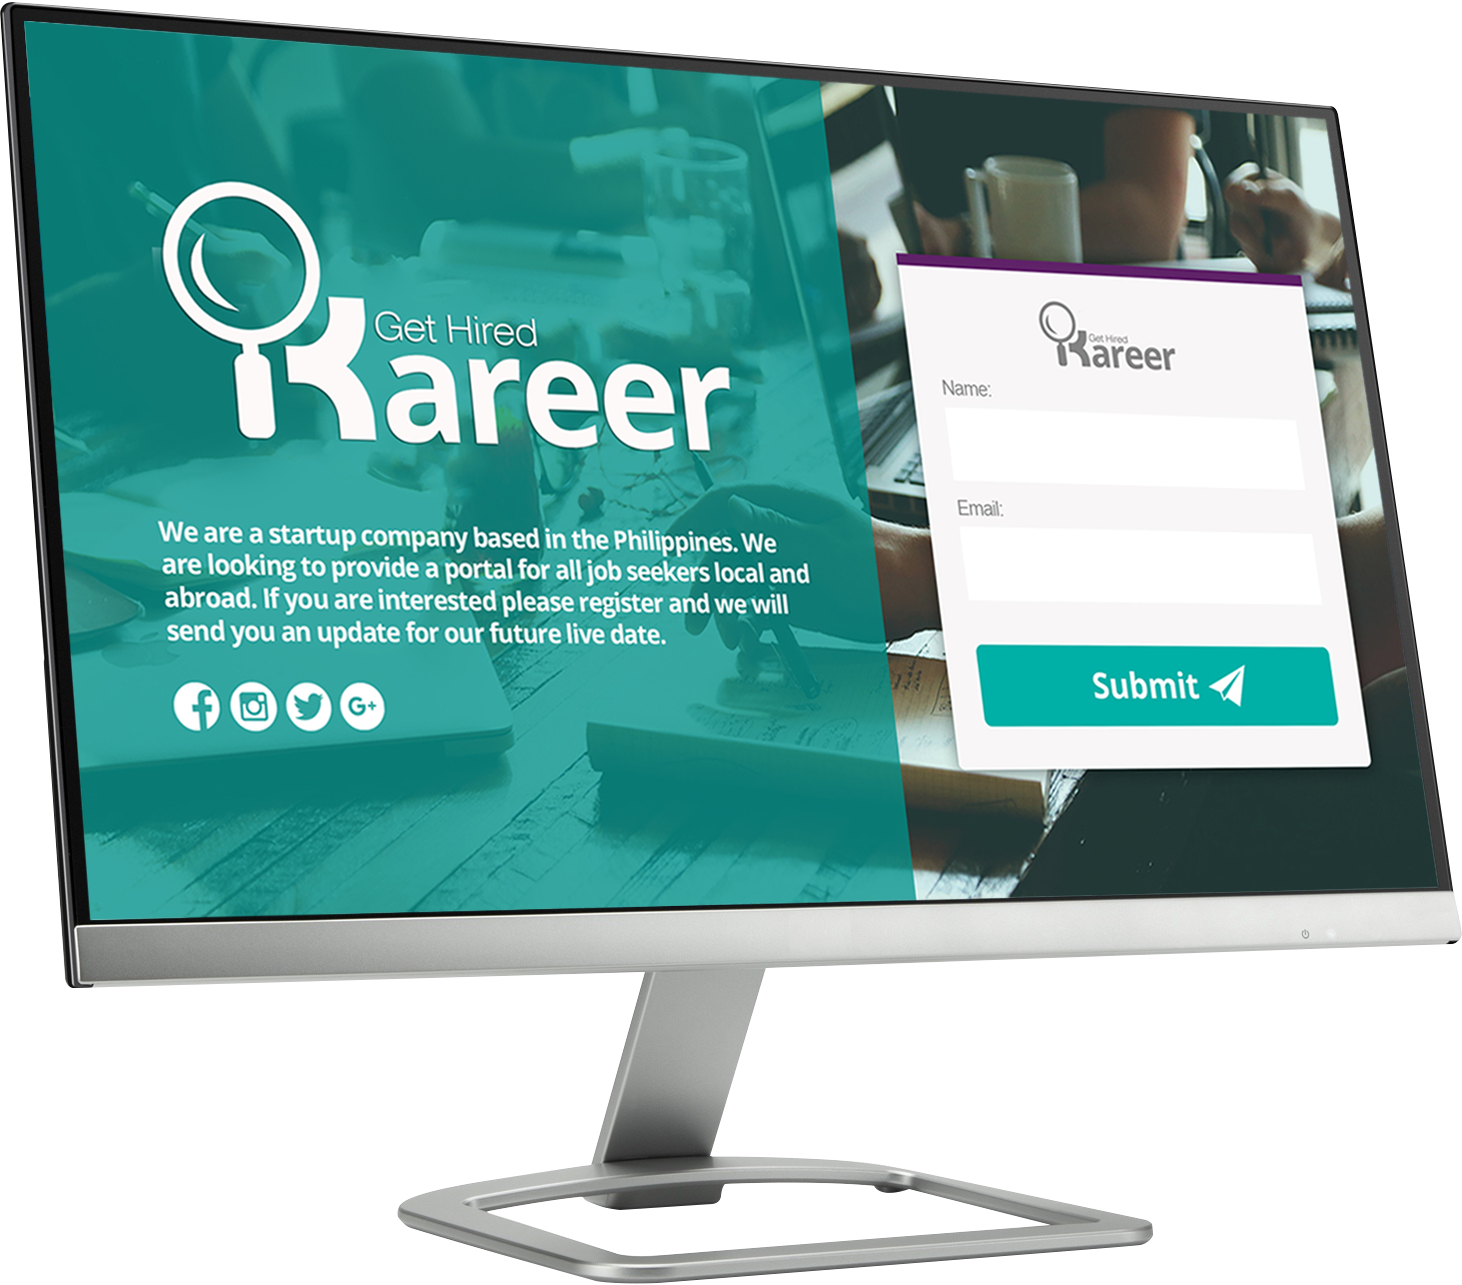 Get Hired
Kareer
We are a startup company based in the Philippines. We
are looking to provide a portal for all job seekers local and
abroad. If you are interested please register and we will
send you an update for our future live date.
G+
Get Hired
Kareer
Name:
Email:
Submit